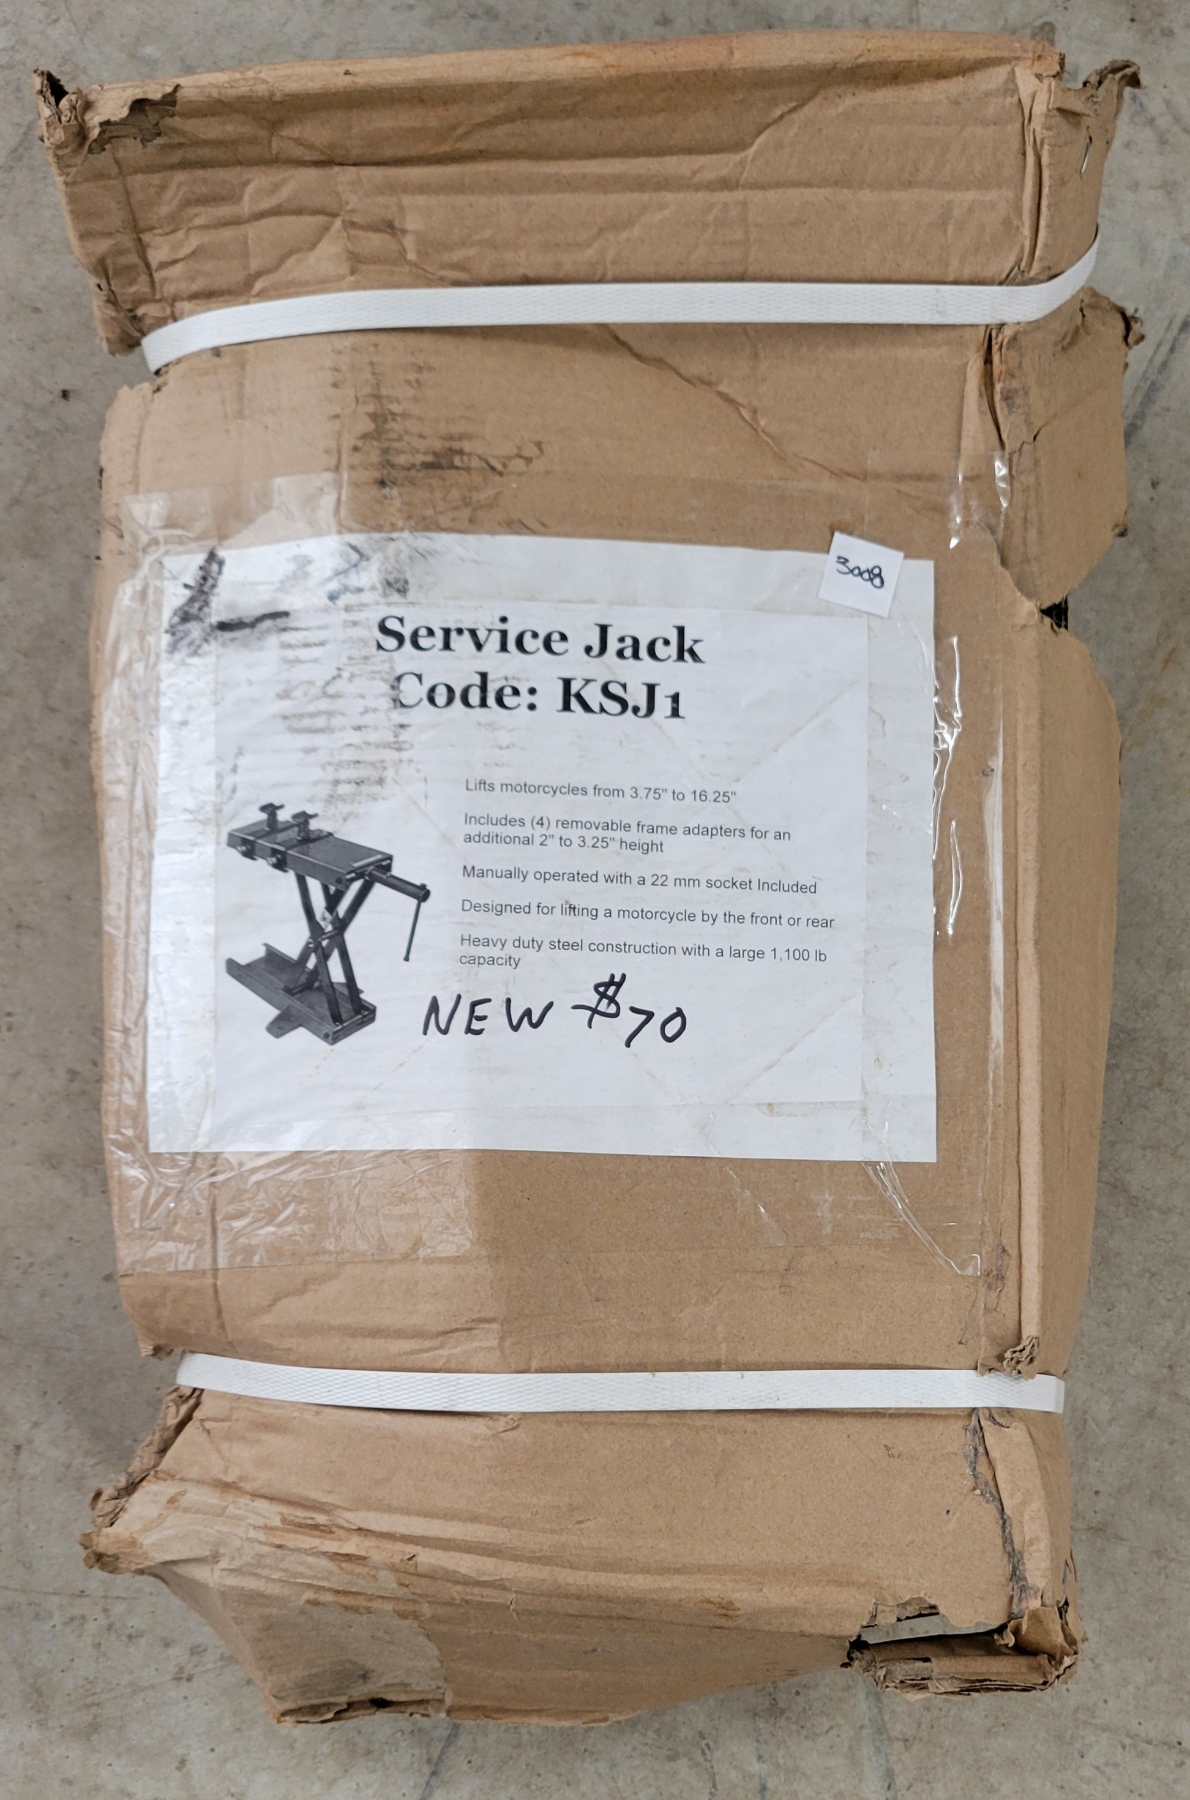 3008
Service Jack
Code: KSJ1
Lifts motorcycles from 3.75" to 16.25"
Includes (4) removable frame adapters for an
additional 2" to 3.25" height
Manually operated with a 22 mm socket Included
Designed for lifting a motorcycle by the front or rear
Heavy duty steel construction with a large 1,100 lb
capacity
NEW $70